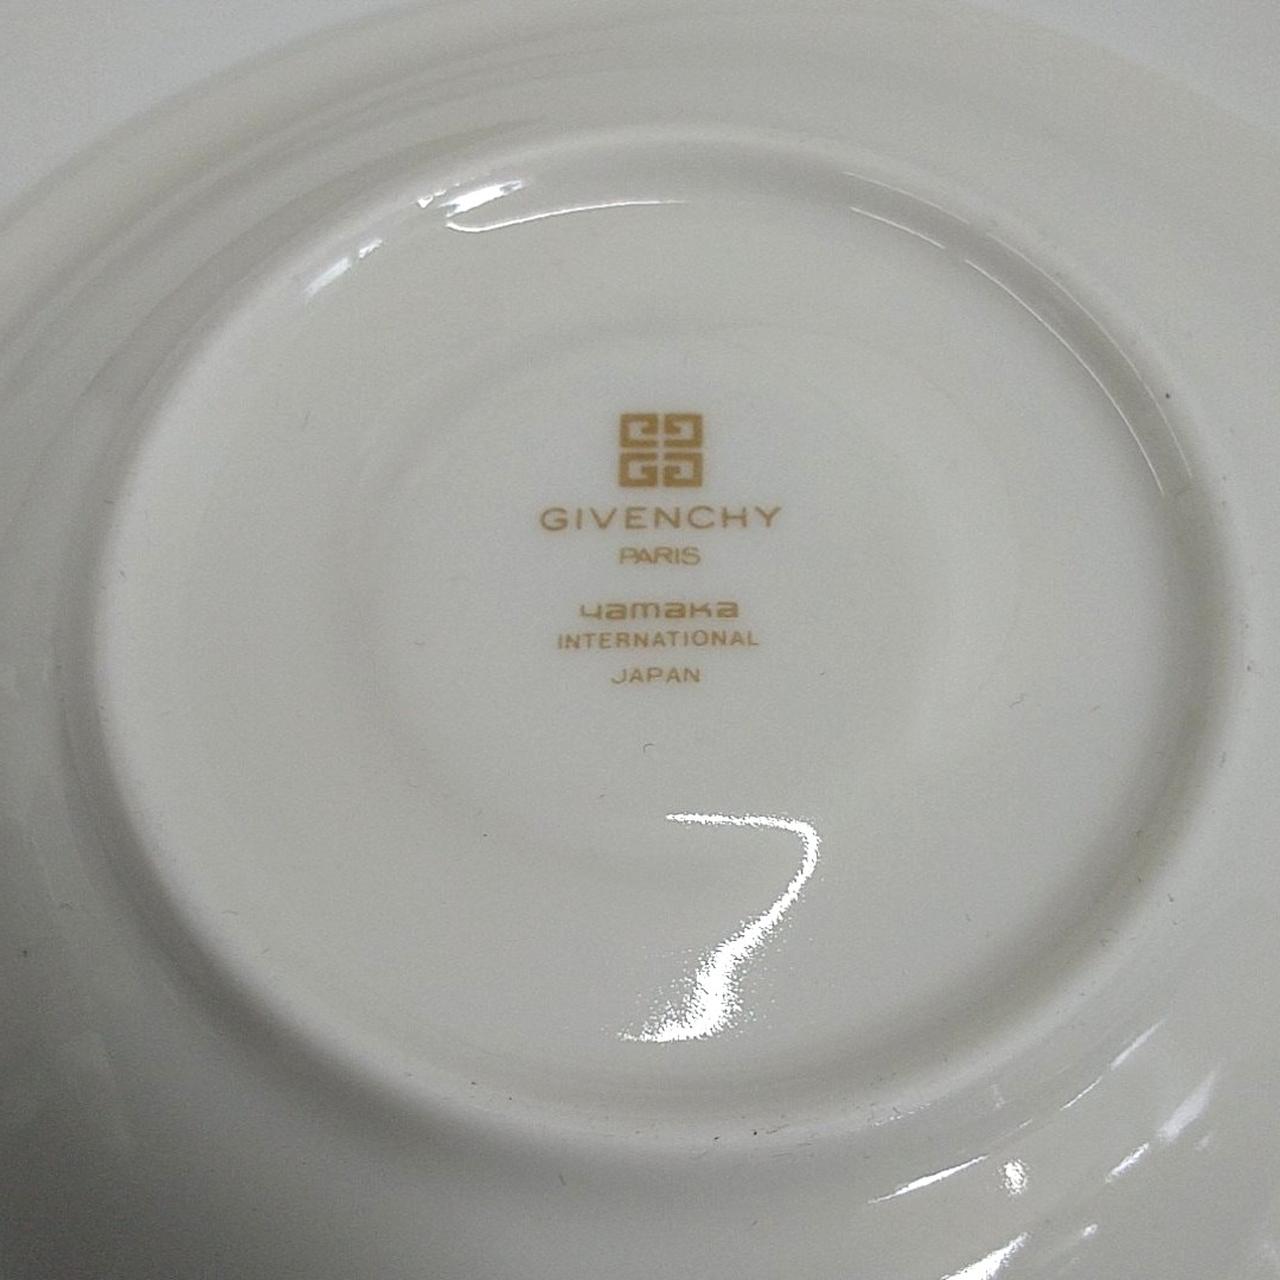 GIVENCHY
PARIS
yamaka
INTERNATIONAL
JAPAN